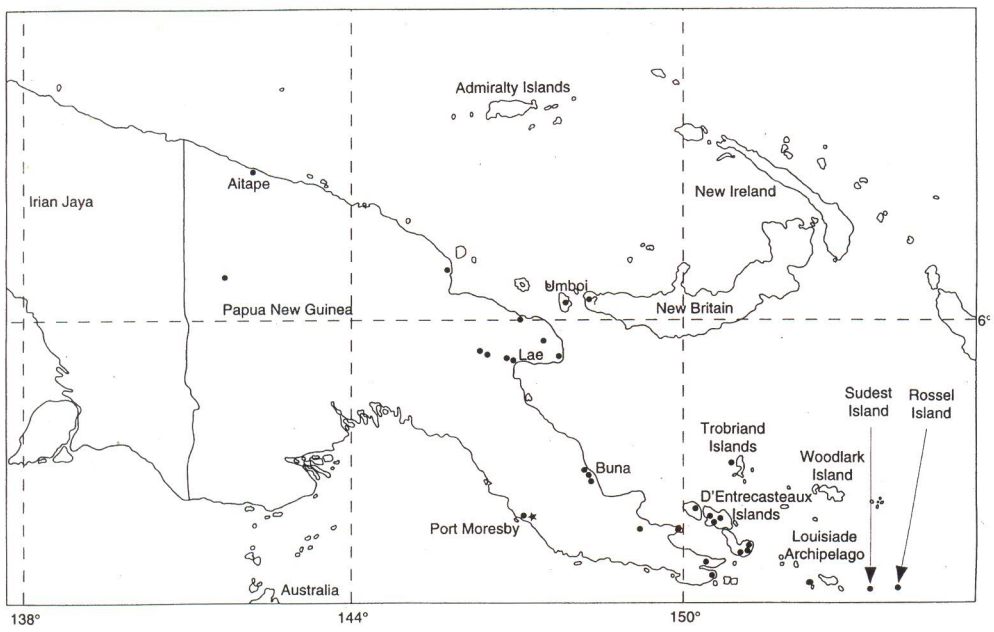 Admiralty Islands
Aitape
New Ireland
Irian Jaya
Umboi
Papua New Guinea
New Britain
6°
Lae
Sudest
Island
Rossel
Island
Trobriand
Islands
Woodlark
Island
Buna
D'Entrecasteaux
Islands
Port Moresby
Louisiade
Archipelago
Australia
138°
144°
150°